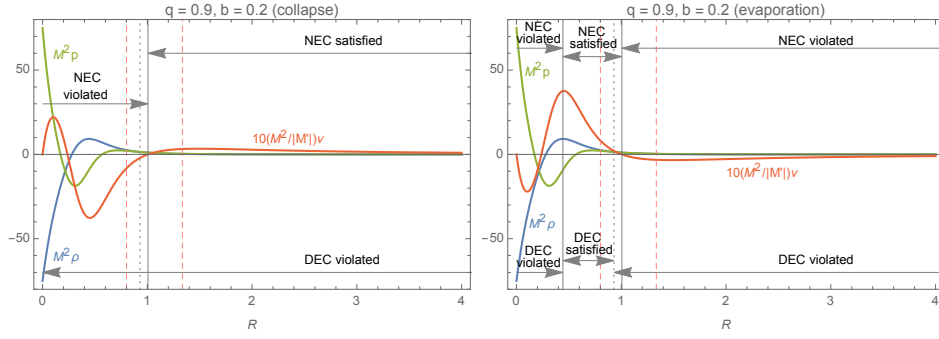 q = 0.9, b = 0.2 (collapse)
NEC satisfied
M²p
50
NEC
violated
10(M²/|M'|)ν
0
-50
M²ρ
DEC violated
0
1
2
3
4
R
q = 0.9, b = 0.2 (evaporation)
NEC
violated
NEC
satisfied
NEC violated
M²p
50
0
10(M²/|M'|)ν
-50
M²ρ
DEC
violated
DEC
satisfied
DEC violated
0
1
2
3
4
R